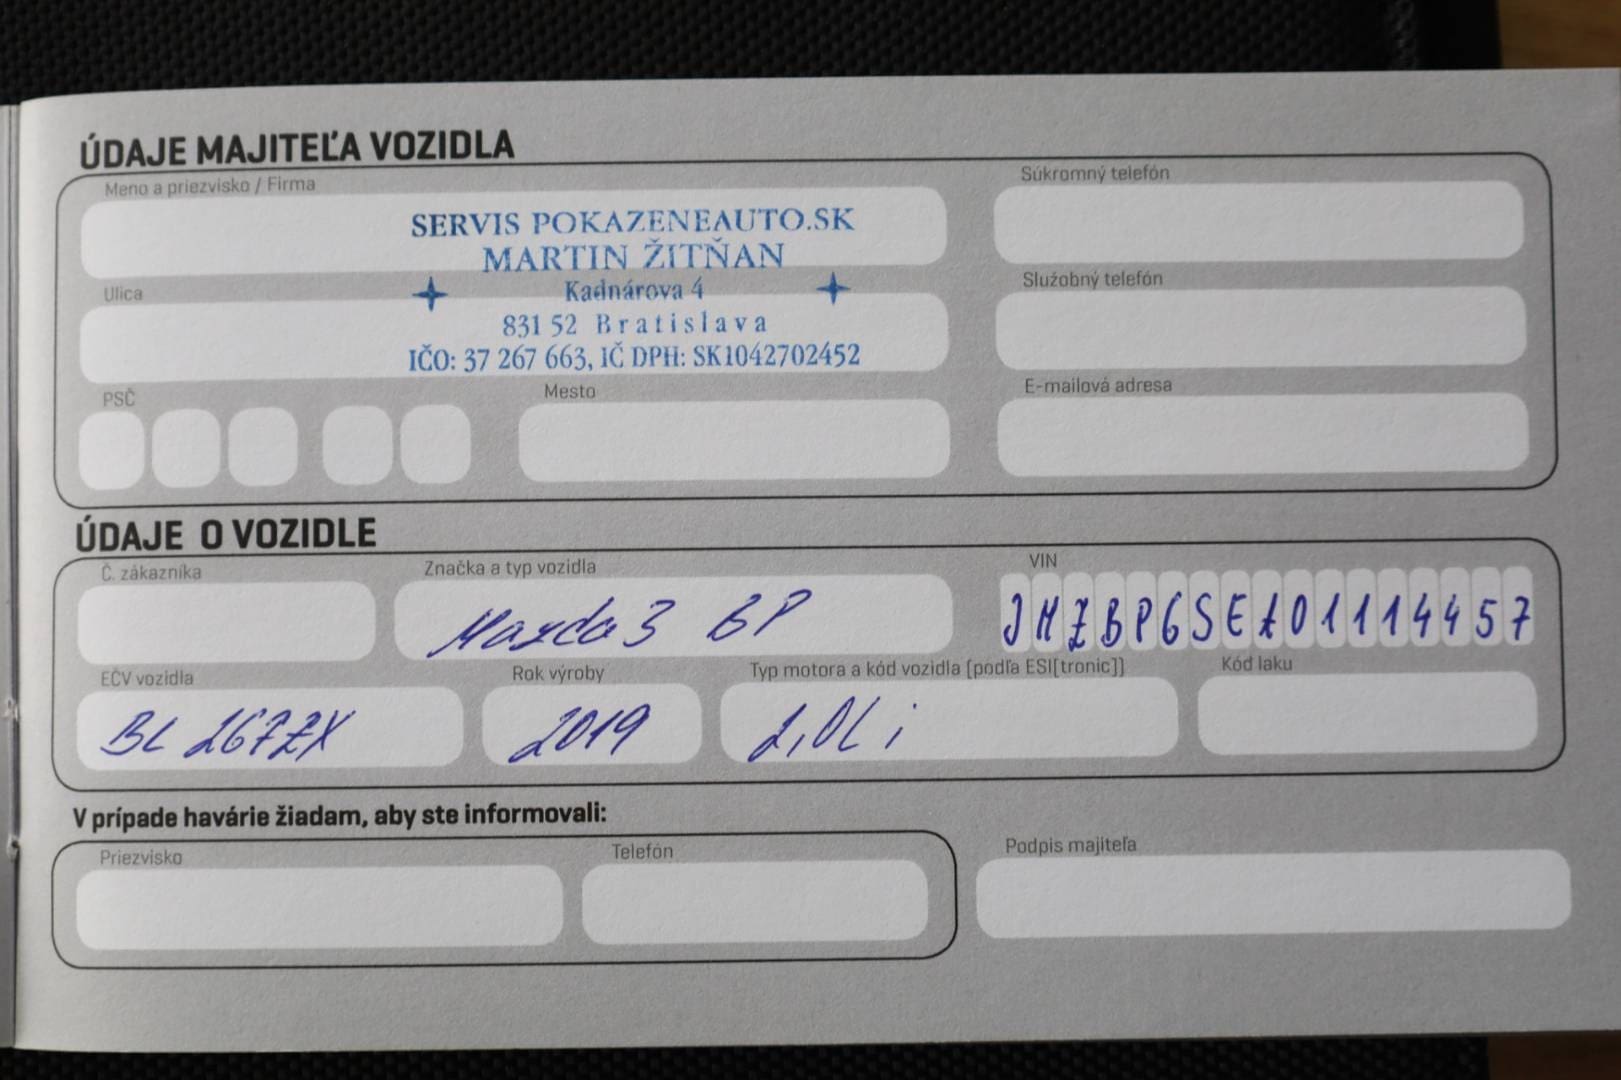 ÚDAJE MAJITEĽA VOZIDLA
Meno a priezvisko / Firma
Súkromný telefón
SERVIS POKAZENEAUTO.SK
MARTIN ŽITŇAN
Ulica
Kadnárova 4
Služobný telefón
831 52 Bratislava
IČO: 37 267 663, IČ DPH: SK1042702452
PSČ
Mesto
E-mailová adresa
ÚDAJE O VOZIDLE
Č. zákazníka
Značka a typ vozidla
VIN
Mazda 3 BP
JMZBP6SE101114457
EČV vozidla
Rok výroby
Typ motora a kód vozidla (podľa ESI[tronic])
Kód laku
BL 267ZX
2019
2,0L i
V prípade havárie žiadam, aby ste informovali:
Priezvisko
Telefón
Podpis majiteľa